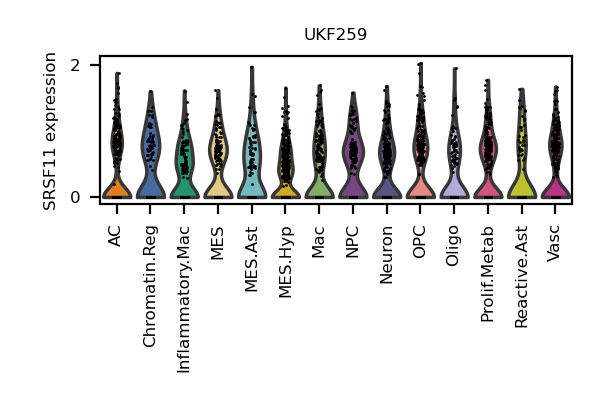 UKF259
SRSF11 expression
2
0
AC
Chromatin.Reg
Inflammatory.Mac
MES
MES.Ast
MES.Hyp
Mac
NPC
Neuron
OPC
Oligo
Prolif.Metab
Reactive.Ast
Vasc